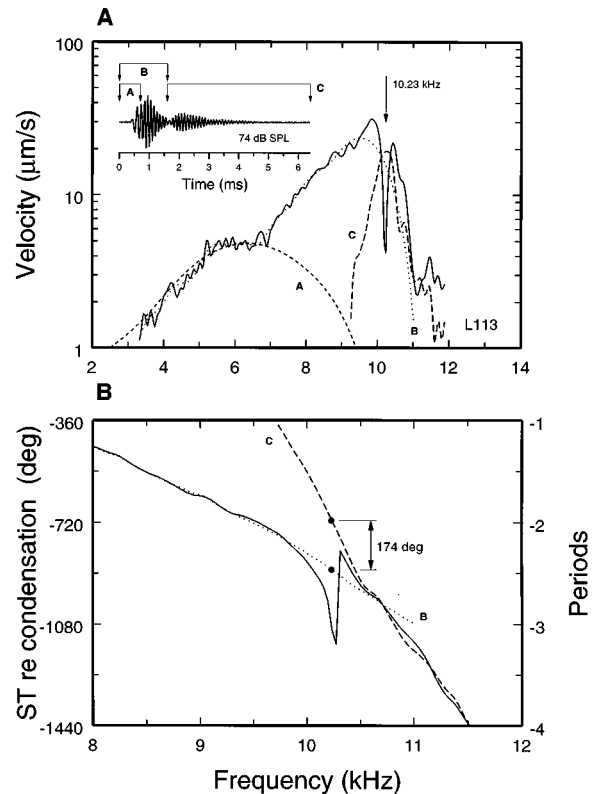 A
Velocity (μm/s)
100
10
1
B
A
C
74 dB SPL
0 1 2 3 4 5 6
Time (ms)
10.23 kHz
C
A
B
L113
2 4 6 8 10 12 14
B
ST re condensation (deg)
-360
-720
-1080
-1440
C
174 deg
B
-1
-2
-3
-4
Periods
8 9 10 11 12
Frequency (kHz)